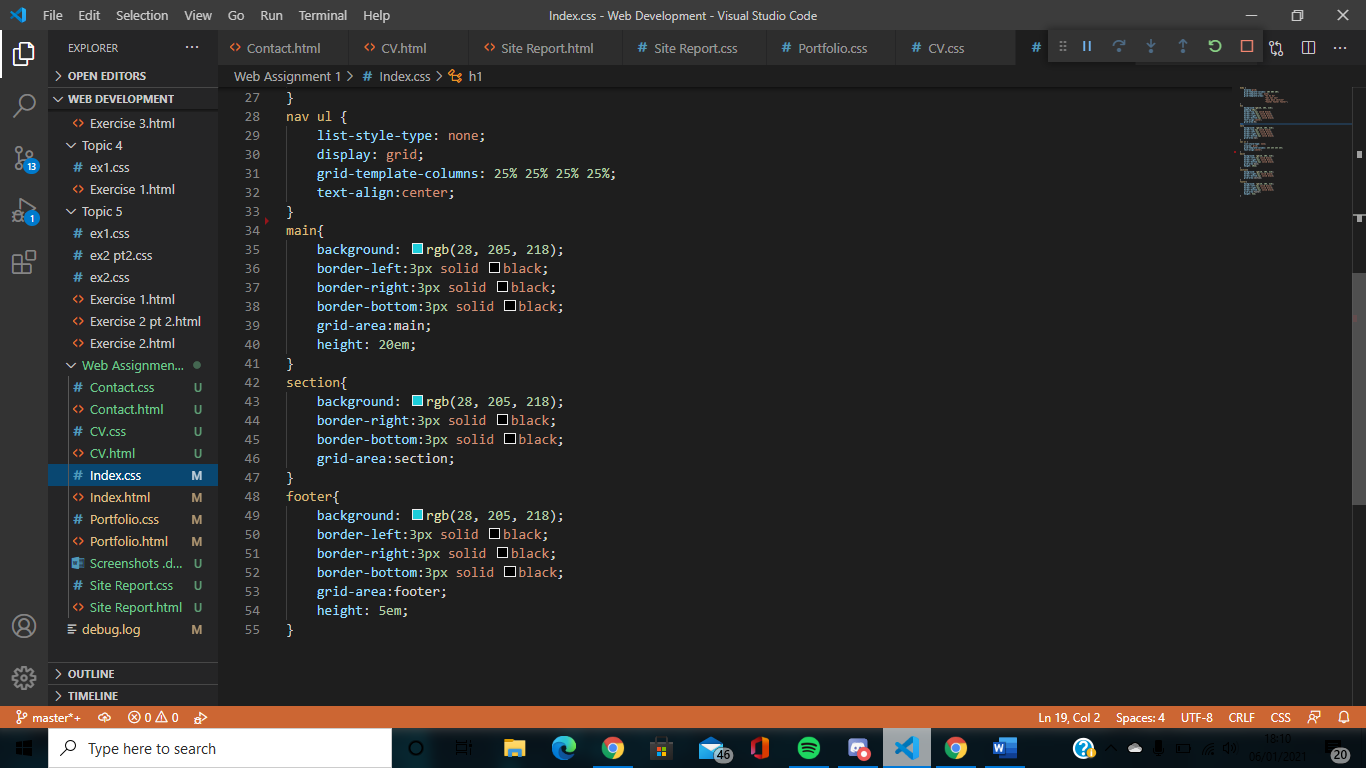 File Edit Selection View Go Run Terminal Help Index.css - Web Development - Visual Studio Code
EXPLORER
Contact.html CV.html Site Report.html Site Report.css Portfolio.css CV.css
OPEN EDITORS
Web Assignment 1 > Index.css > h1
WEB DEVELOPMENT
Exercise 3.html
Topic 4
ex1.css
Exercise 1.html
Topic 5
ex1.css
ex2 pt2.css
ex2.css
Exercise 1.html
Exercise 2 pt 2.html
Exercise 2.html
Web Assignmen...
Contact.css U
Contact.html U
CV.css U
CV.html U
Index.css M
Index.html M
Portfolio.css M
Portfolio.html M
Screenshots .d... U
Site Report.css U
Site Report.html U
debug.log M
OUTLINE
TIMELINE
13
1
27 }
28 nav ul {
29 list-style-type: none;
30 display: grid;
31 grid-template-columns: 25% 25% 25% 25%;
32 text-align:center;
33 }
34 main{
35 background: rgb(28, 205, 218);
36 border-left:3px solid black;
37 border-right:3px solid black;
38 border-bottom:3px solid black;
39 grid-area:main;
40 height: 20em;
41 }
42 section{
43 background: rgb(28, 205, 218);
44 border-right:3px solid black;
45 border-bottom:3px solid black;
46 grid-area:section;
47 }
48 footer{
49 background: rgb(28, 205, 218);
50 border-left:3px solid black;
51 border-right:3px solid black;
52 border-bottom:3px solid black;
53 grid-area:footer;
54 height: 5em;
55 }
master*+ 0 0 Ln 19, Col 2 Spaces: 4 UTF-8 CRLF CSS
Type here to search
46
18:10
06/01/2021
20